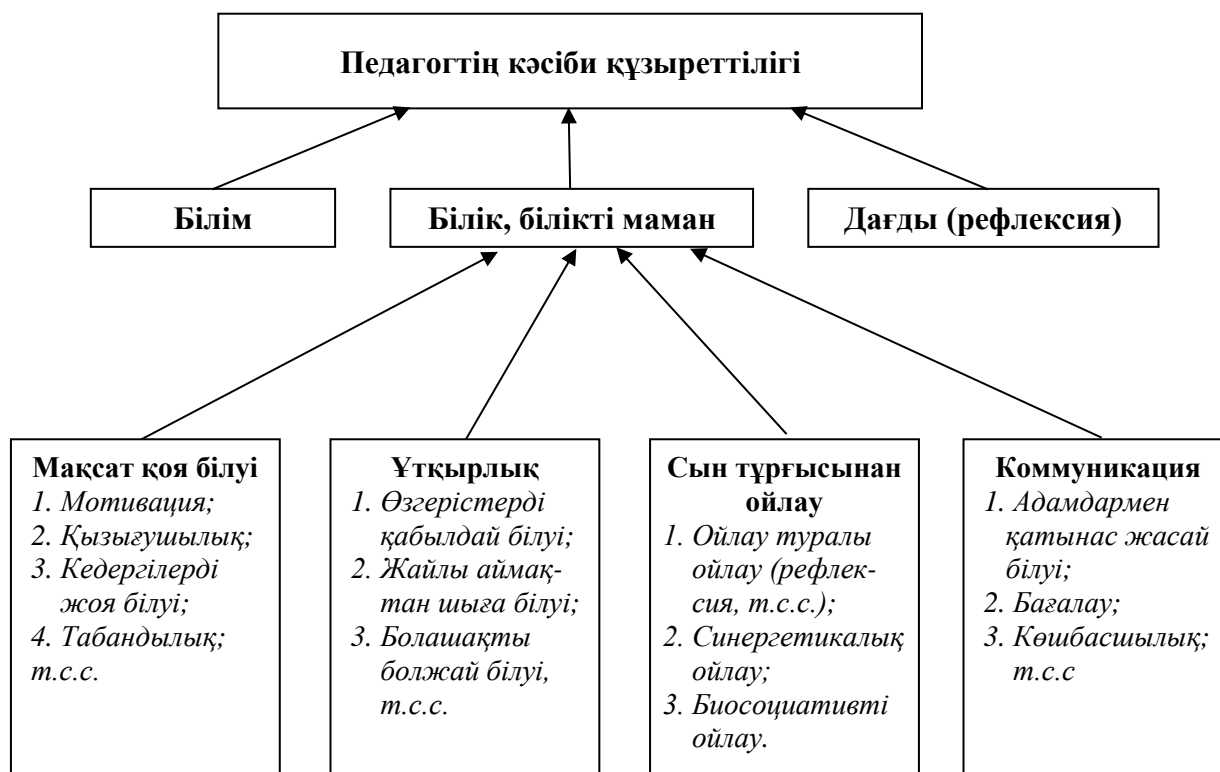 Педагогтің кәсіби құзыреттілігі
Білім
Білік, білікті маман
Дағды (рефлексия)
Мақсат қоя білуі
1. Мотивация;
2. Қызығушылық;
3. Кедергілерді
жоя білуі;
4. Табандылық;
т.с.с.
Ұтқырлық
1. Өзгерістерді
қабылдай білуі;
2. Жайлы аймақ-
тан шыға білуі;
3. Болашақты
болжай білуі,
т.с.с.
Сын тұрғысынан
ойлау
1. Ойлау туралы
ойлау (рефлек-
сия, т.с.с.);
2. Синергетикалық
ойлау;
3. Биосоциативті
ойлау.
Коммуникация
1. Адамдармен
қатынас жасай
білуі;
2. Бағалау;
3. Көшбасшылық;
т.с.с